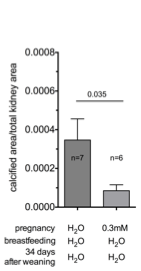 calcified area/total kidney area
0.0008
0.0006
0.0004
0.0002
0.0000
0.035
n=7 n=6
pregnancy H₂O 0.3mM
breastfeeding H₂O H₂O
34 days
after weaning H₂O H₂O